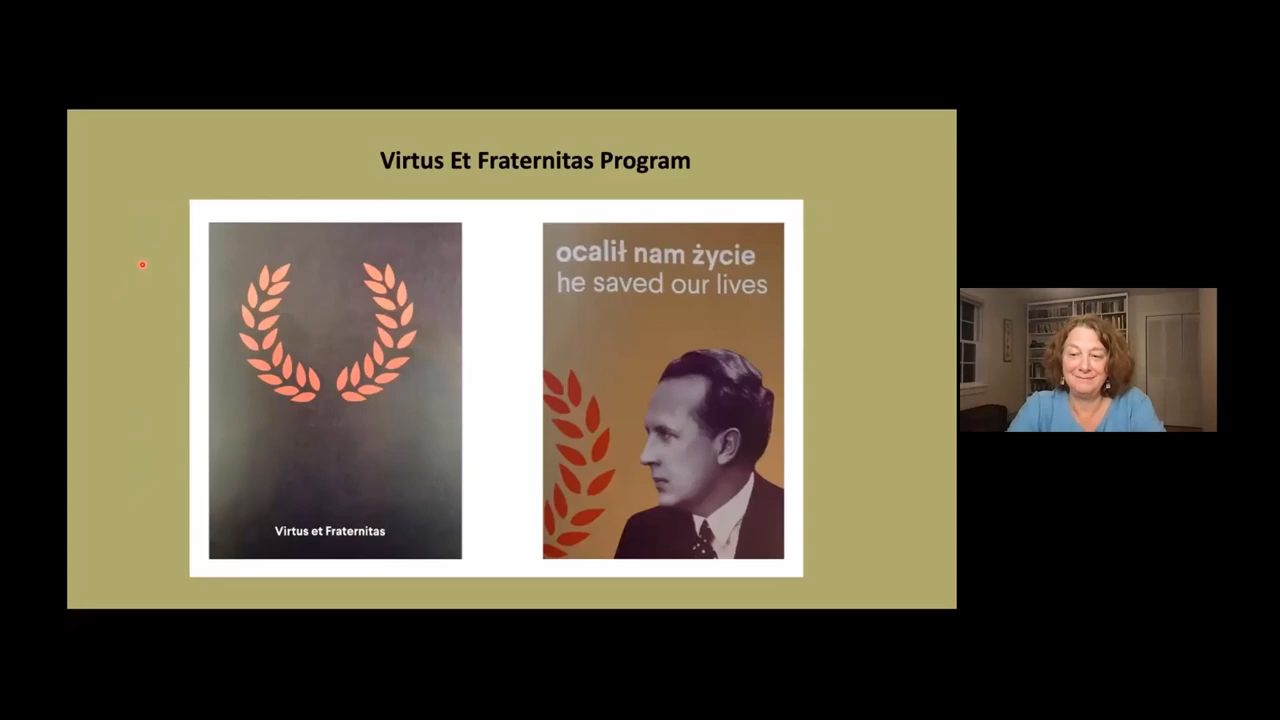 Virtus Et Fraternitas Program
Virtus et Fraternitas
ocalił nam życie
he saved our lives